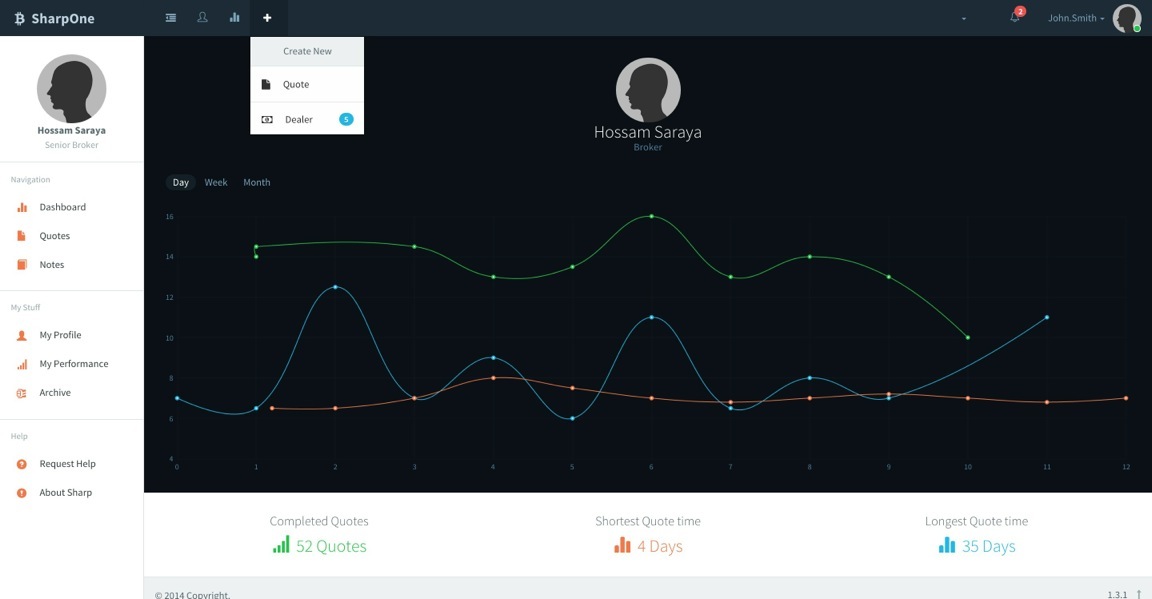 SharpOne
2
John.Smith
Create New
Quote
Dealer 5
Hossam Saraya
Senior Broker
Navigation
Dashboard
Quotes
Notes
My Stuff
My Profile
My Performance
Archive
Help
Request Help
About Sharp
Hossam Saraya
Broker
Day Week Month
16
14
12
10
8
6
4
0 1 2 3 4 5 6 7 8 9 10 11 12
Completed Quotes
52 Quotes
Shortest Quote time
4 Days
Longest Quote time
35 Days
© 2014 Copyright.
1.3.1